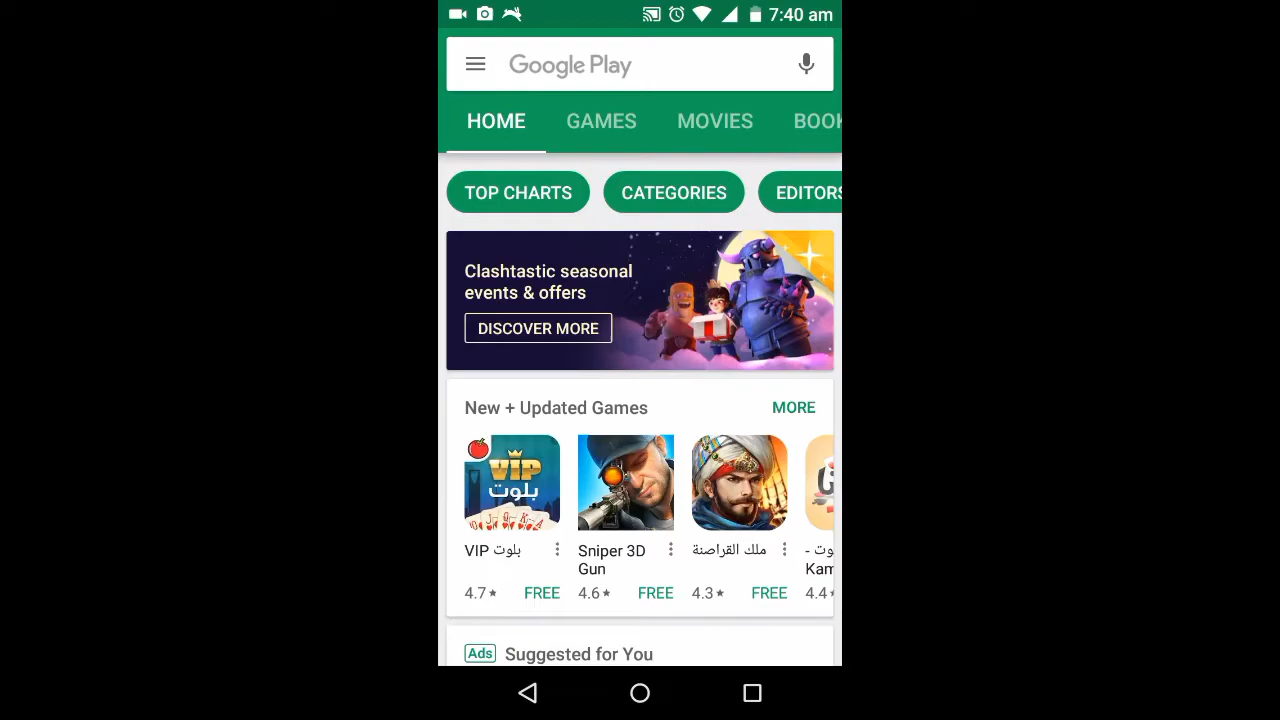 7:40 am
Google Play
HOME GAMES MOVIES BOOK
TOP CHARTS CATEGORIES EDITORS
Clashtastic seasonal
events & offers
DISCOVER MORE
New + Updated Games MORE
VIP
بلوت
VIP بلوت
Sniper 3D
Gun
ملك القراصنة
Kam
4.7 FREE 4.6 FREE 4.3 FREE 4.4
Ads Suggested for You